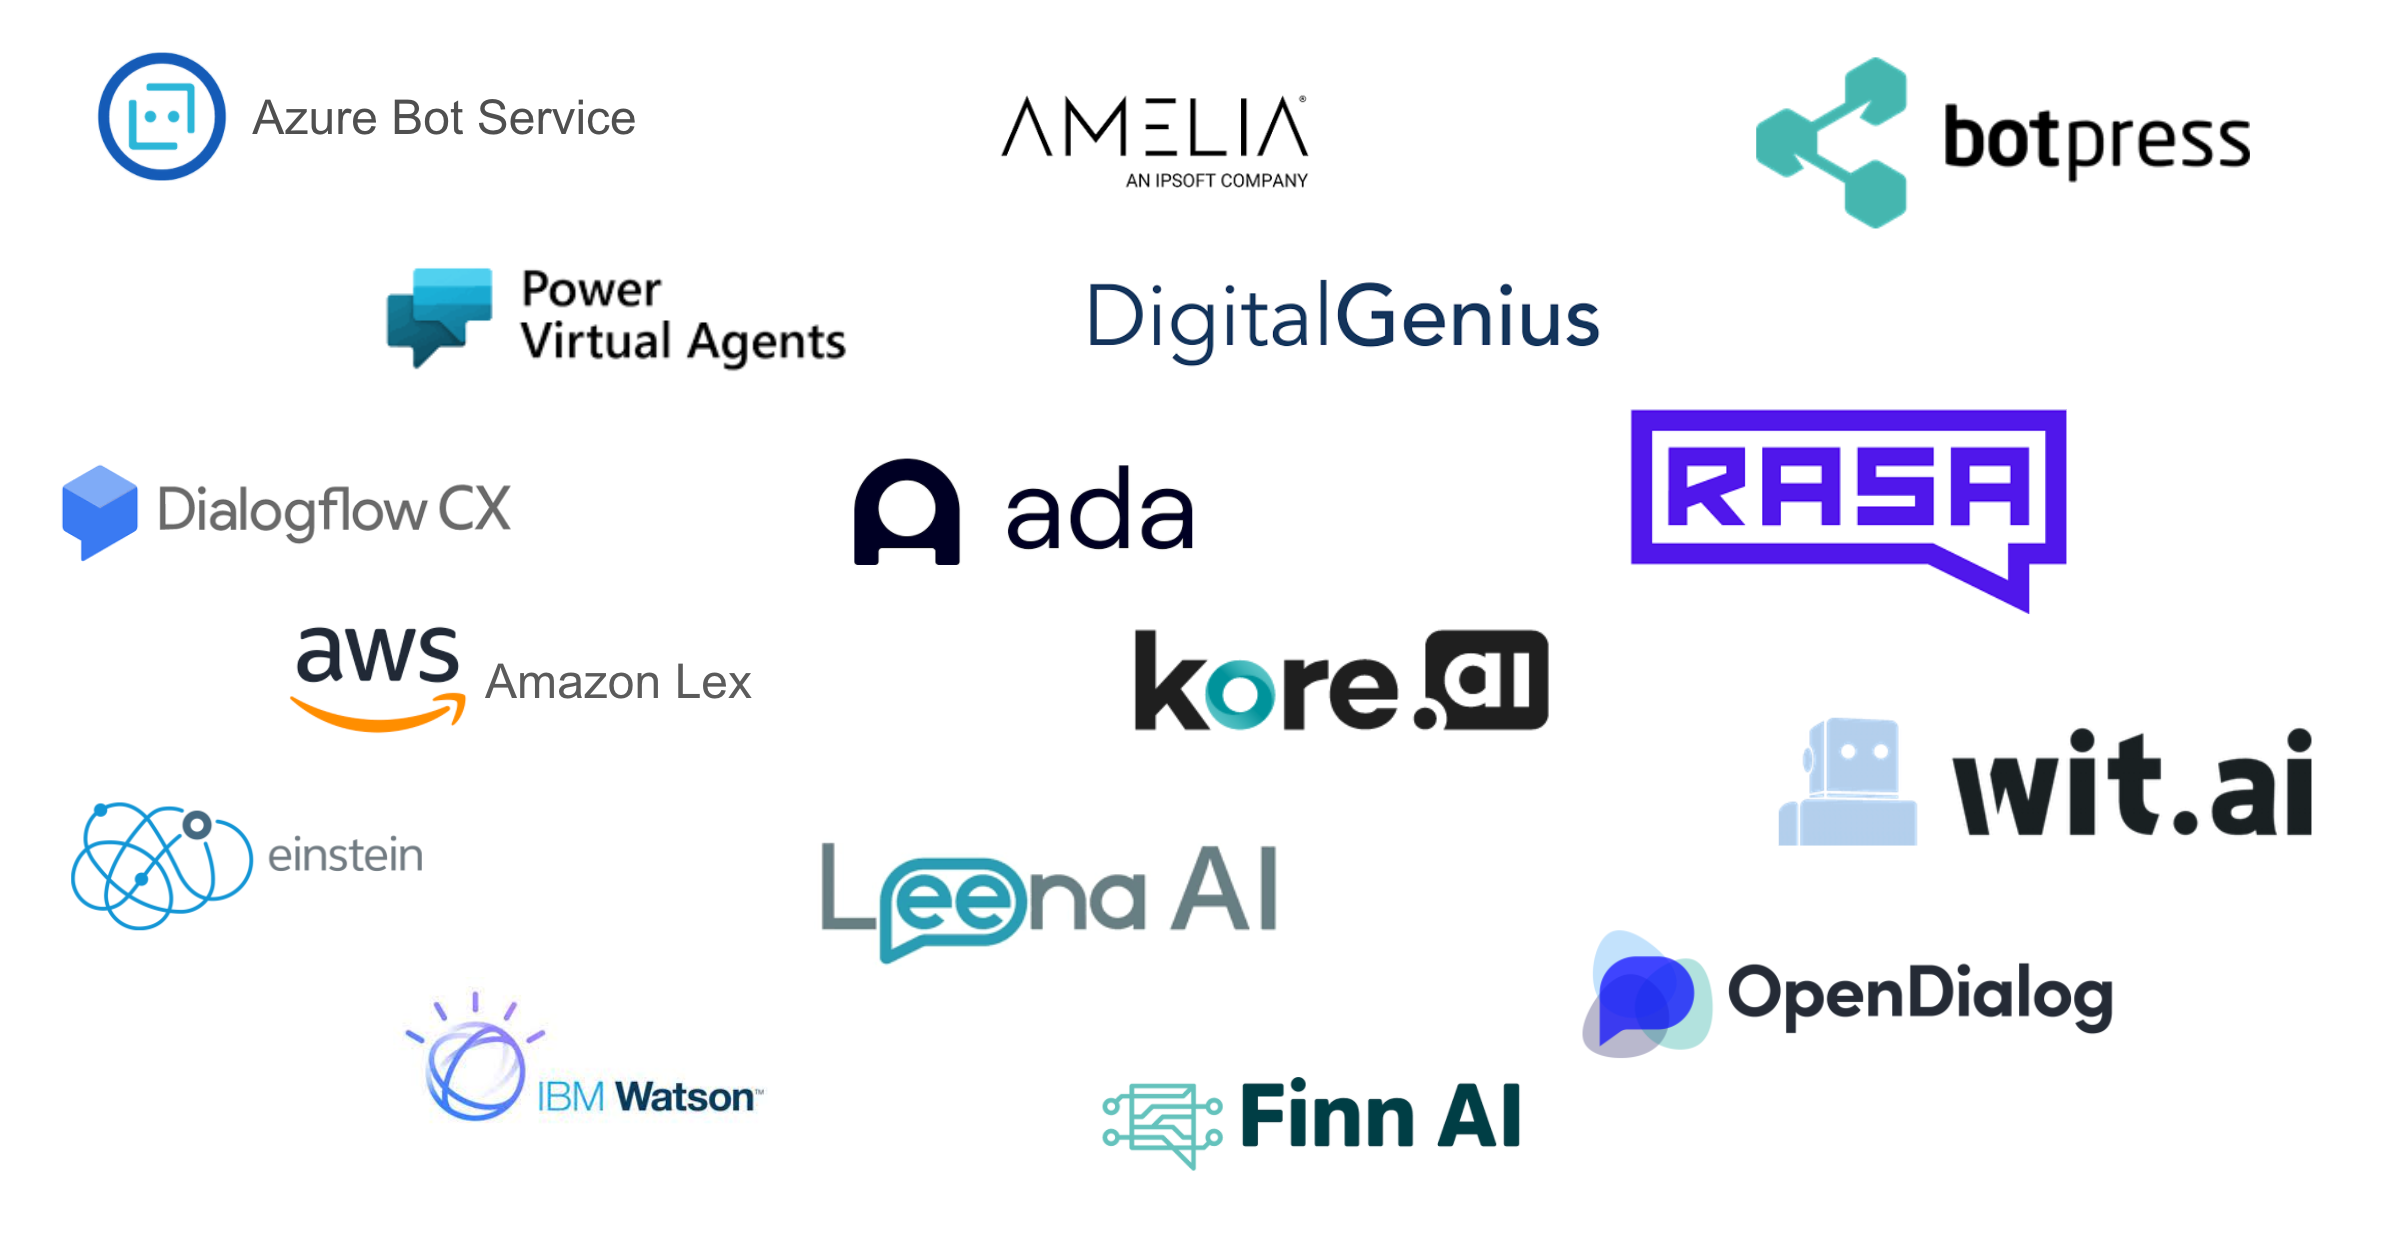 Azure Bot Service
AMELIA®
AN IPSOFT COMPANY
botpress
Power
Virtual Agents
DigitalGenius
Dialogflow CX
ada
RASA
aws
Amazon Lex
kore.ai
wit.ai
einstein
Leena AI
OpenDialog
IBM Watson™
Finn AI